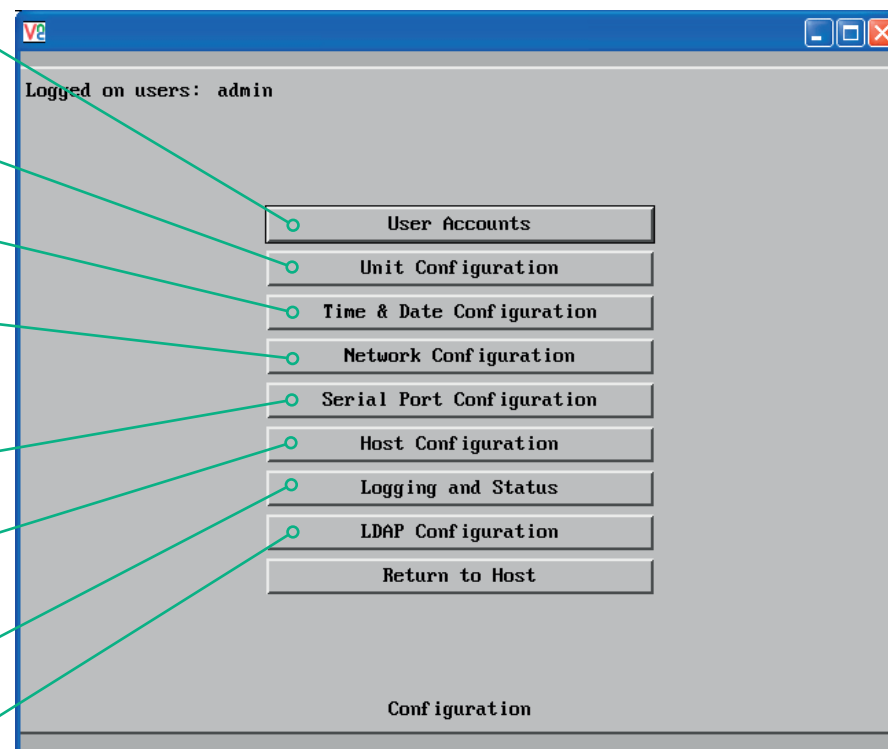 V2
Logged on users: admin
User Accounts
Unit Configuration
Time & Date Configuration
Network Configuration
Serial Port Configuration
Host Configuration
Logging and Status
LDAP Configuration
Return to Host
Configuration